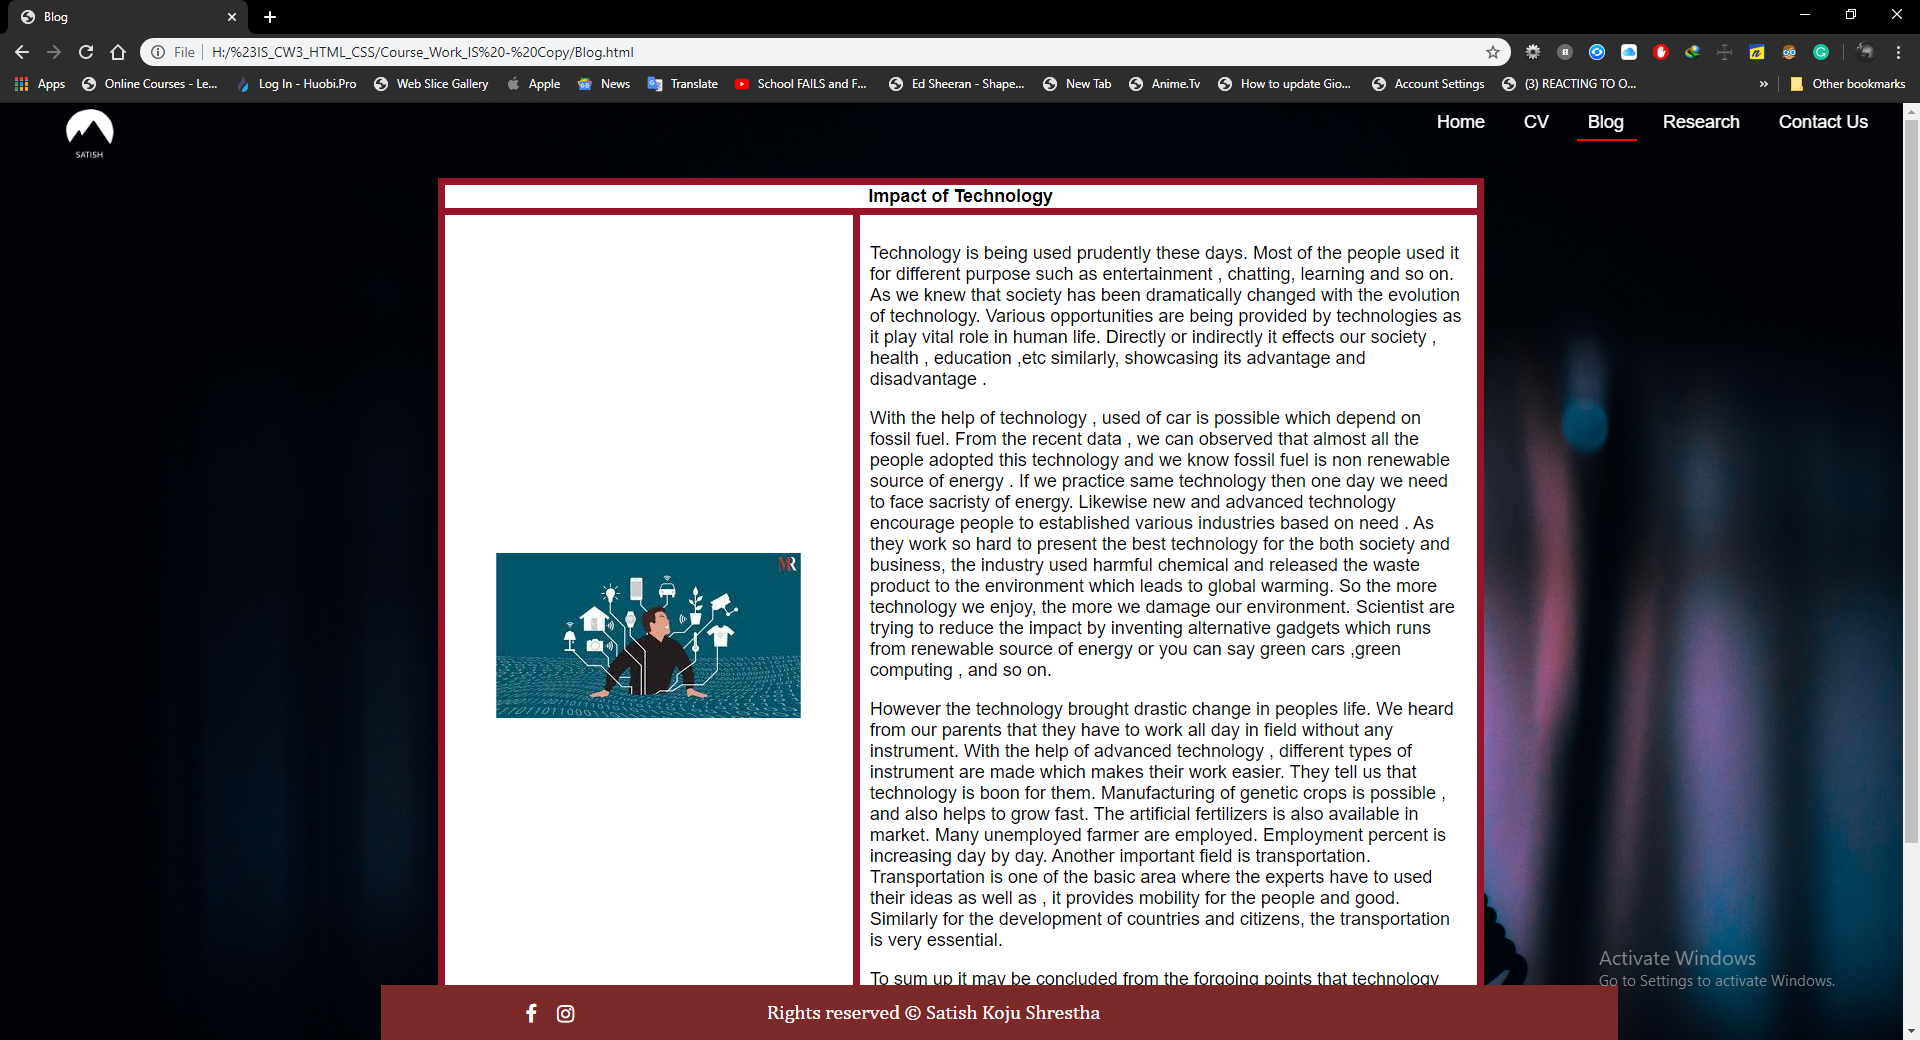 Blog
File H:/%23IS_CW3_HTML_CSS/Course_Work_IS%20-%20Copy/Blog.html
Apps Online Courses - Le... Log In - Huobi.Pro Web Slice Gallery Apple News Translate School FAILS and F... Ed Sheeran - Shape... New Tab Anime.Tv How to update Gio... Account Settings (3) REACTING TO O... » Other bookmarks
SATISH
Home CV Blog Research Contact Us
Impact of Technology
Technology is being used prudently these days. Most of the people used it
for different purpose such as entertainment , chatting, learning and so on.
As we knew that society has been dramatically changed with the evolution
of technology. Various opportunities are being provided by technologies as
it play vital role in human life. Directly or indirectly it effects our society ,
health , education ,etc similarly, showcasing its advantage and
disadvantage .
With the help of technology , used of car is possible which depend on
fossil fuel. From the recent data , we can observed that almost all the
people adopted this technology and we know fossil fuel is non renewable
source of energy . If we practice same technology then one day we need
to face sacristy of energy. Likewise new and advanced technology
encourage people to established various industries based on need . As
they work so hard to present the best technology for the both society and
business, the industry used harmful chemical and released the waste
product to the environment which leads to global warming. So the more
technology we enjoy, the more we damage our environment. Scientist are
trying to reduce the impact by inventing alternative gadgets which runs
from renewable source of energy or you can say green cars ,green
computing , and so on.
MR
However the technology brought drastic change in peoples life. We heard
from our parents that they have to work all day in field without any
instrument. With the help of advanced technology , different types of
instrument are made which makes their work easier. They tell us that
technology is boon for them. Manufacturing of genetic crops is possible ,
and also helps to grow fast. The artificial fertilizers is also available in
market. Many unemployed farmer are employed. Employment percent is
increasing day by day. Another important field is transportation.
Transportation is one of the basic area where the experts have to used
their ideas as well as , it provides mobility for the people and good.
Similarly for the development of countries and citizens, the transportation
is very essential.
To sum up it may be concluded from the forgoing points that technology
Activate Windows
Go to Settings to activate Windows.
Rights reserved © Satish Koju Shrestha